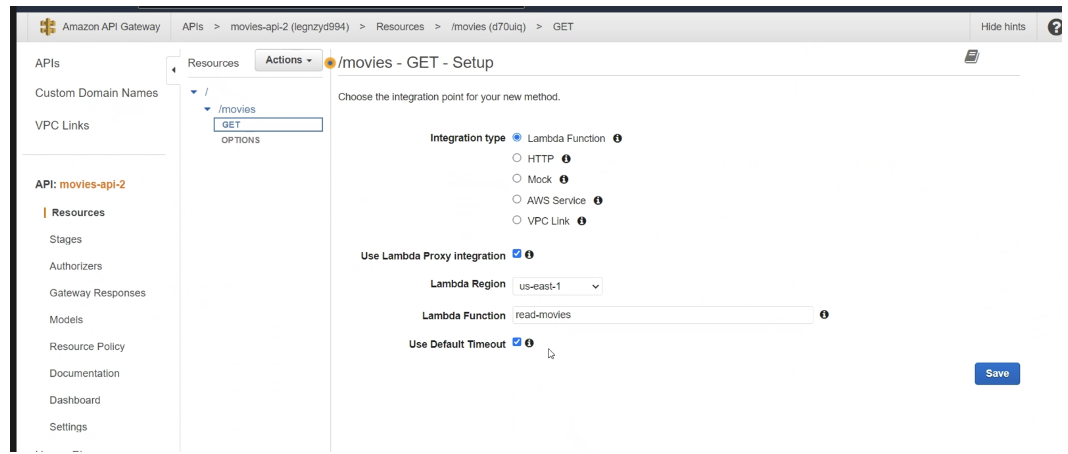 Amazon API Gateway
APIs > movies-api-2 (legnzyd994) > Resources > /movies (d70uiq) > GET
Hide hints
?
APIs
Custom Domain Names
VPC Links
API: movies-api-2
Resources
Stages
Authorizers
Gateway Responses
Models
Resource Policy
Documentation
Dashboard
Settings
Resources
Actions
/
/movies
GET
OPTIONS
/movies - GET - Setup
Choose the integration point for your new method.
Integration type Lambda Function
HTTP
Mock
AWS Service
VPC Link
Use Lambda Proxy integration
Lambda Region us-east-1
Lambda Function read-movies
Use Default Timeout
Save